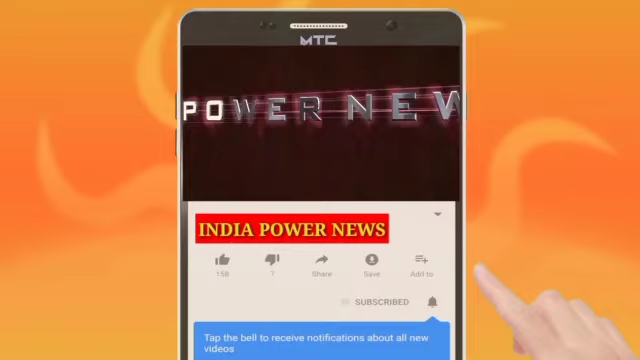 MTC
POWER NEW
INDIA POWER NEWS
158
7
Share
Save
Add to
SUBSCRIBED
Tap the bell to receive notifications about all new
videos